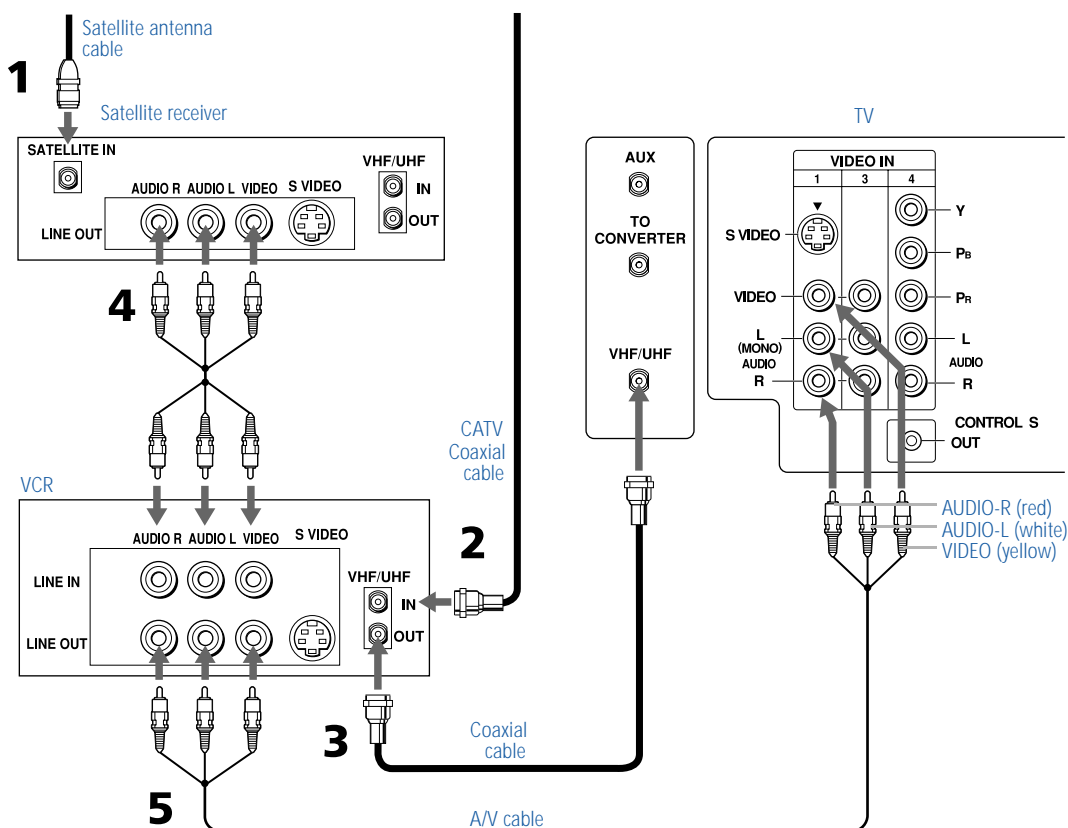 Satellite antenna
cable
1
Satellite receiver
SATELLITE IN
VHF/UHF
IN
OUT
AUDIO R AUDIO L VIDEO S VIDEO
LINE OUT
4
VCR
AUDIO R AUDIO L VIDEO S VIDEO
LINE IN
LINE OUT
VHF/UHF
IN
OUT
CATV
Coaxial
cable
2
3
Coaxial
cable
5
A/V cable
AUX
TO
CONVERTER
VHF/UHF
TV
VIDEO IN
1 3 4
S VIDEO
VIDEO
L
(MONO)
AUDIO
R
Y
PB
PR
L
AUDIO
R
CONTROL S
OUT
AUDIO-R (red)
AUDIO-L (white)
VIDEO (yellow)